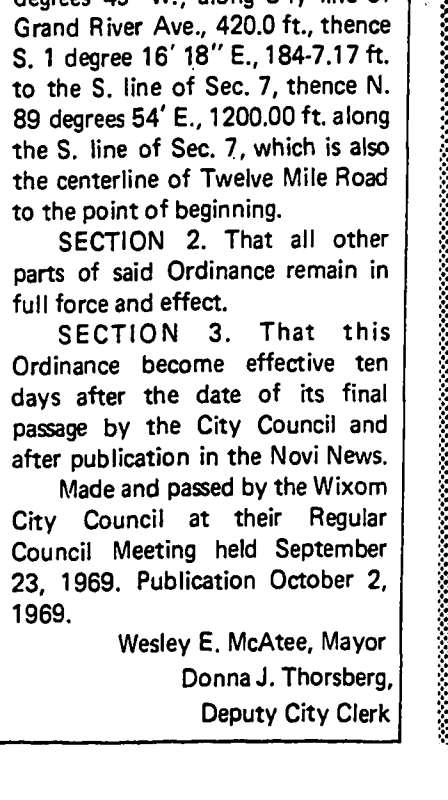 Grand River Ave., 420.0 ft., thence
S. 1 degree 16' 18" E., 184-7.17 ft.
to the S. line of Sec. 7, thence N.
89 degrees 54' E., 1200.00 ft. along
the S. line of Sec. 7, which is also
the centerline of Twelve Mile Road
to the point of beginning.
SECTION 2. That all other
parts of said Ordinance remain in
full force and effect.
SECTION 3. That this
Ordinance become effective ten
days after the date of its final
passage by the City Council and
after publication in the Novi News.
Made and passed by the Wixom
City Council at their Regular
Council Meeting held September
23, 1969. Publication October 2,
1969.
Wesley E. McAtee, Mayor
Donna J. Thorsberg,
Deputy City Clerk